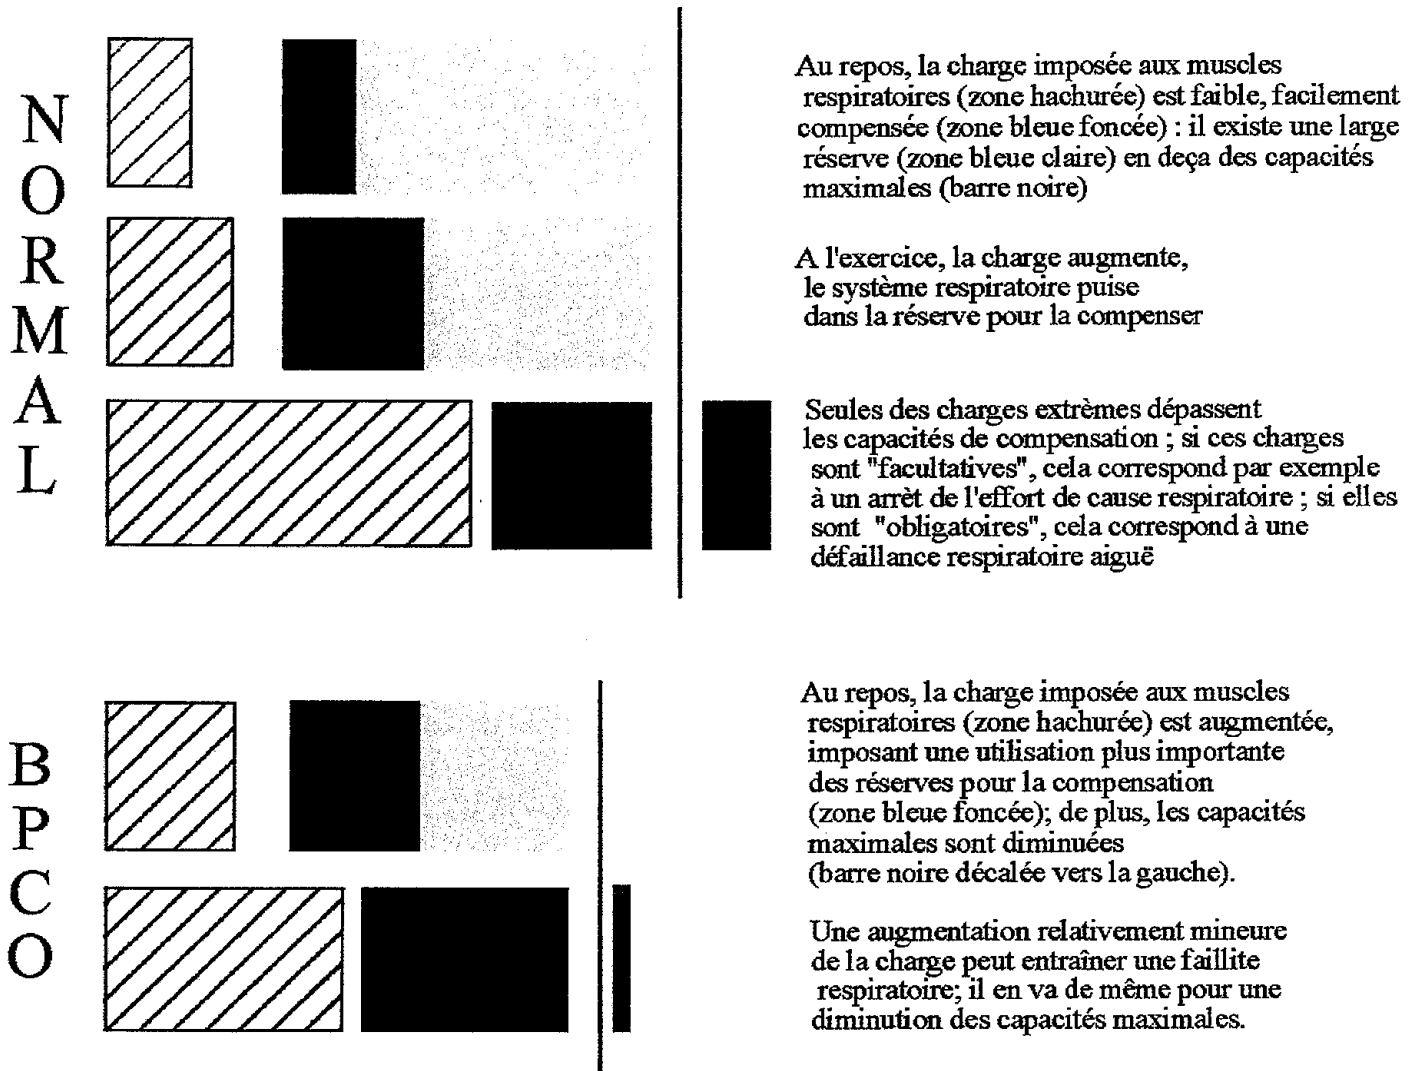 NORMAL
Au repos, la charge imposée aux muscles
respiratoires (zone hachurée) est faible, facilement
compensée (zone bleue foncée) : il existe une large
réserve (zone bleue claire) en deça des capacités
maximales (barre noire)
A l'exercice, la charge augmente,
le système respiratoire puise
dans la réserve pour la compenser
Seules des charges extrèmes dépassent
les capacités de compensation ; si ces charges
sont "facultatives", cela correspond par exemple
à un arrèt de l'effort de cause respiratoire ; si elles
sont "obligatoires", cela correspond à une
défaillance respiratoire aiguë
BPCO
Au repos, la charge imposée aux muscles
respiratoires (zone hachurée) est augmentée,
imposant une utilisation plus importante
des réserves pour la compensation
(zone bleue foncée); de plus, les capacités
maximales sont diminuées
(barre noire décalée vers la gauche).
Une augmentation relativement mineure
de la charge peut entraîner une faillite
respiratoire; il en va de même pour une
diminution des capacités maximales.